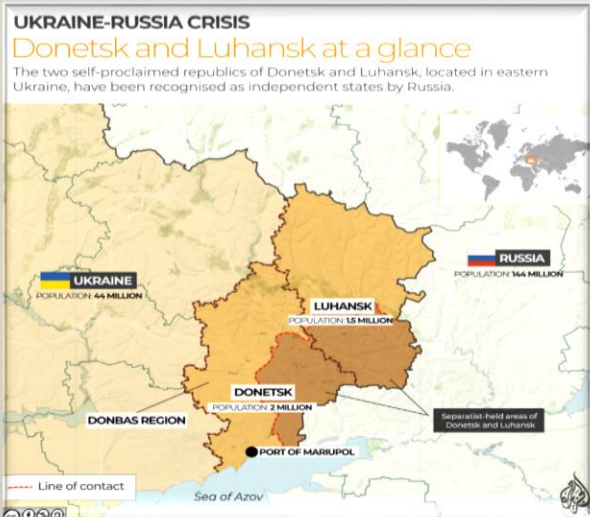 UKRAINE-RUSSIA CRISIS
Donetsk and Luhansk at a glance
The two self-proclaimed republics of Donetsk and Luhansk, located in eastern
Ukraine, have been recognised as independent states by Russia.
RUSSIA
POPULATION: 144 MILLION
UKRAINE
POPULATION: 44 MILLION
LUHANSK
POPULATION: 1.5 MILLION
DONETSK
POPULATION: 2 MILLION
DONBAS REGION
Separatist-held areas of
Donetsk and Luhansk
PORT OF MARIUPOL
Line of contact
Sea of Azov